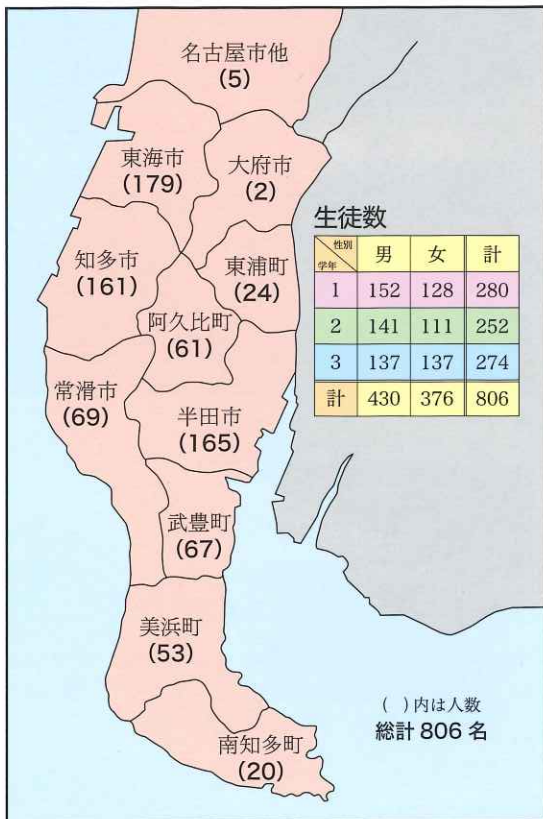 名古屋市他
(5)
東海市
(179)
大府市
(2)
知多市
(161)
東浦町
(24)
阿久比町
(61)
常滑市
(69)
半田市
(165)
武豊町
(67)
美浜町
(53)
南知多町
(20)
生徒数
性別 学年 男 女 計
1 152 128 280
2 141 111 252
3 137 137 274
計 430 376 806
( )内は人数
総計 806 名